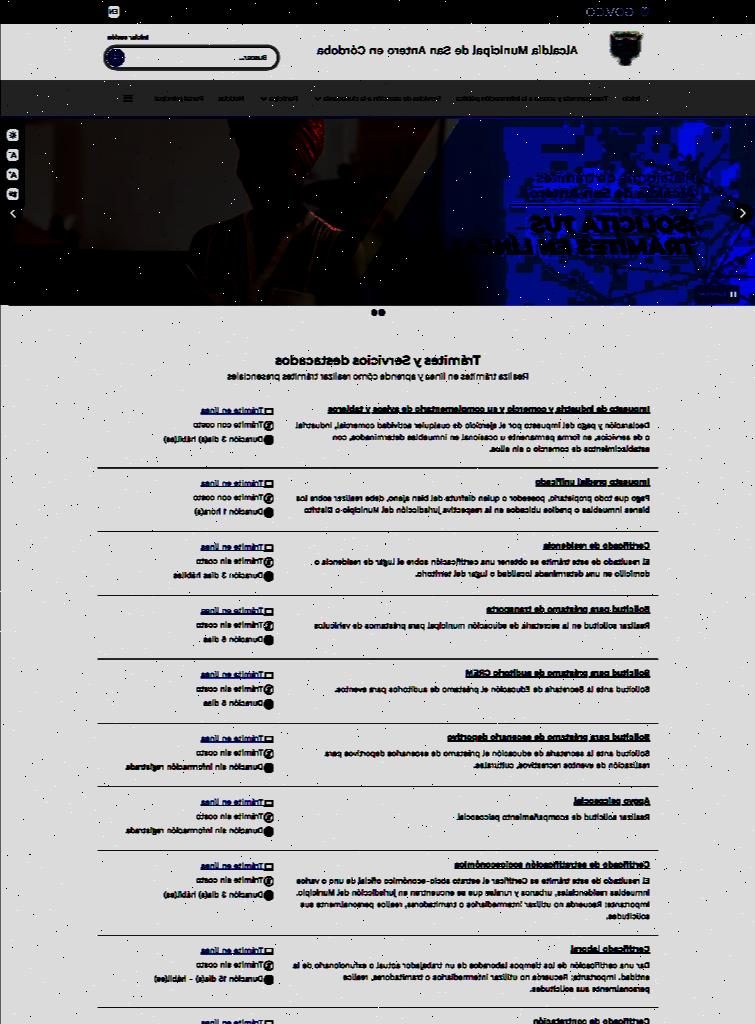 GOV.CO
EN
Alcaldía Municipal de San Antero en Córdoba
Buscar...
Iniciar sesión
Inicio
Transparencia y acceso a la información pública
Servicios de atención a la ciudadanía
Participa
Noticias
Portal principal
¡SOLICITA TUS
TRÁMITES EN LÍNEA!
Trámites y Servicios destacados
Realiza trámites en línea y aprende cómo realizar trámites presenciales
Impuesto de industria y comercio y su complementario de avisos y tableros
Declaración y pago del impuesto por el ejercicio de cualquier actividad comercial, industrial
o de servicios, en forma permanente u ocasional en inmuebles determinados, con
establecimientos de comercio o sin ellos.
Trámite en línea
Trámite con costo
Duración 3 día(s) hábil(es)
Impuesto predial unificado
Pago que todo propietario, poseedor o quien disfruta del bien ajeno, debe realizar sobre los
bienes inmuebles o predios ubicados en la respectiva jurisdicción del Municipio o Distrito
Trámite en línea
Trámite con costo
Duración 1 hora(s)
Certificado de residencia
El resultado de este trámite es obtener una certificación sobre el lugar de residencia o
domicilio en una determinada localidad o lugar del territorio.
Trámite en línea
Trámite sin costo
Duración 3 días hábiles
Solicitud para préstamo de transporte
Realizar solicitud en la secretaría de educación municipal para préstamos de vehículos
Trámite en línea
Trámite sin costo
Duración 5 días
Solicitud para préstamo de auditorio CREM
Solicitud ante la Secretaría de Educación el préstamo de auditorios para eventos.
Trámite en línea
Trámite sin costo
Duración 5 días
Solicitud para préstamo de escenario deportivo
Solicitud ante la secretaría de educación el préstamo de escenarios deportivos para
realización de eventos recreativos, culturales.
Trámite en línea
Trámite sin costo
Duración sin información registrada
Apoyo psicosocial
Realizar solicitud de acompañamiento psicosocial
Trámite en línea
Trámite sin costo
Duración sin información registrada
Certificado de estratificación socioeconómica
El resultado de este trámite es Certificar el estrato socio-económico oficial de uno o varios
inmuebles residenciales, urbanos y rurales que se encuentran en jurisdicción del Municipio.
Importante: Recuerda no utilizar intermediarios o tramitadores, realice personalmente sus
solicitudes.
Trámite en línea
Trámite sin costo
Duración 3 día(s) hábil(es)
Certificado laboral
Dar una certificación de los tiempos laborados de un trabajador actual o exfuncionario de la
entidad. Importante: Recuerda no utilizar intermediarios o tramitadores, realice
personalmente sus solicitudes.
Trámite en línea
Trámite sin costo
Duración 15 día(s) - hábil(es)
Certificado de contratación
Trámite en línea